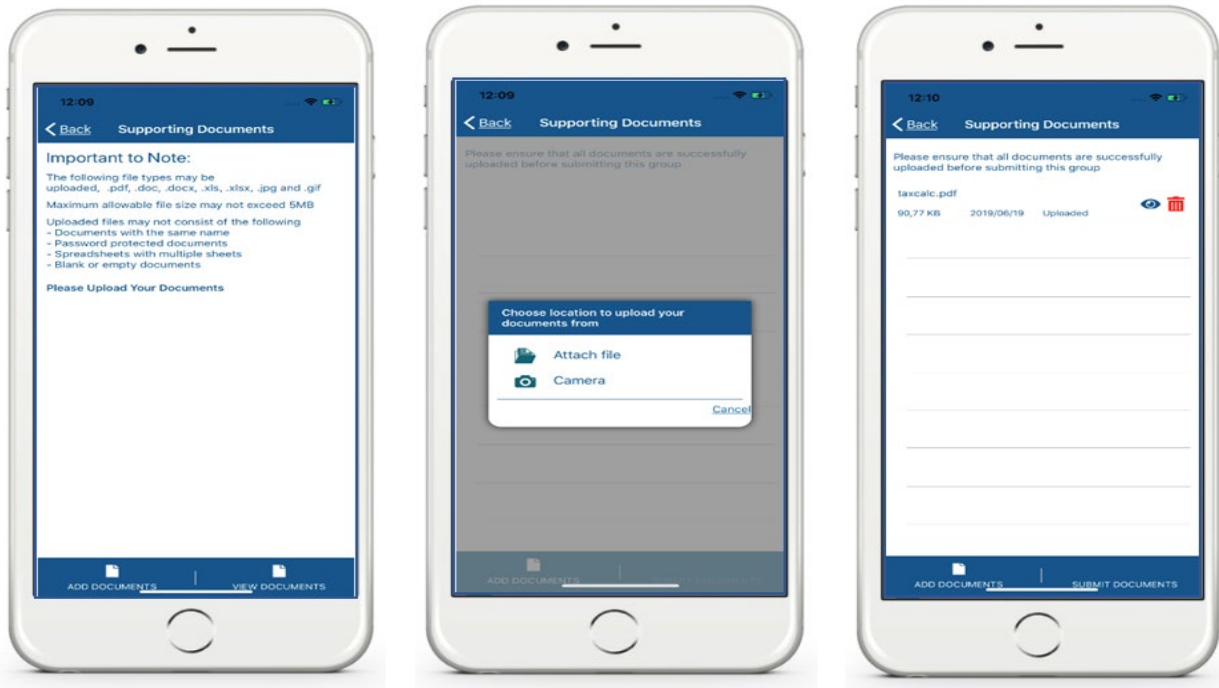 12:09
Back Supporting Documents
Important to Note:
The following file types may be
uploaded, .pdf, .doc, .docx, .xls, .xlsx, .jpg and .gif
Maximum allowable file size may not exceed 5MB
Uploaded files may not consist of the following
- Documents with the same name
- Password protected documents
- Spreadsheets with multiple sheets
- Blank or empty documents
Please Upload Your Documents
ADD DOCUMENTS VIEW DOCUMENTS
12:09
Back Supporting Documents
Please ensure that all documents are successfully
uploaded before submitting this group
Choose location to upload your
documents from
Attach file
Camera
Cancel
ADD DOCUMENTS SUBMIT DOCUMENTS
12:10
Back Supporting Documents
Please ensure that all documents are successfully
uploaded before submitting this group
taxcalc.pdf
90,77 KB 2019/06/19 Uploaded
ADD DOCUMENTS SUBMIT DOCUMENTS